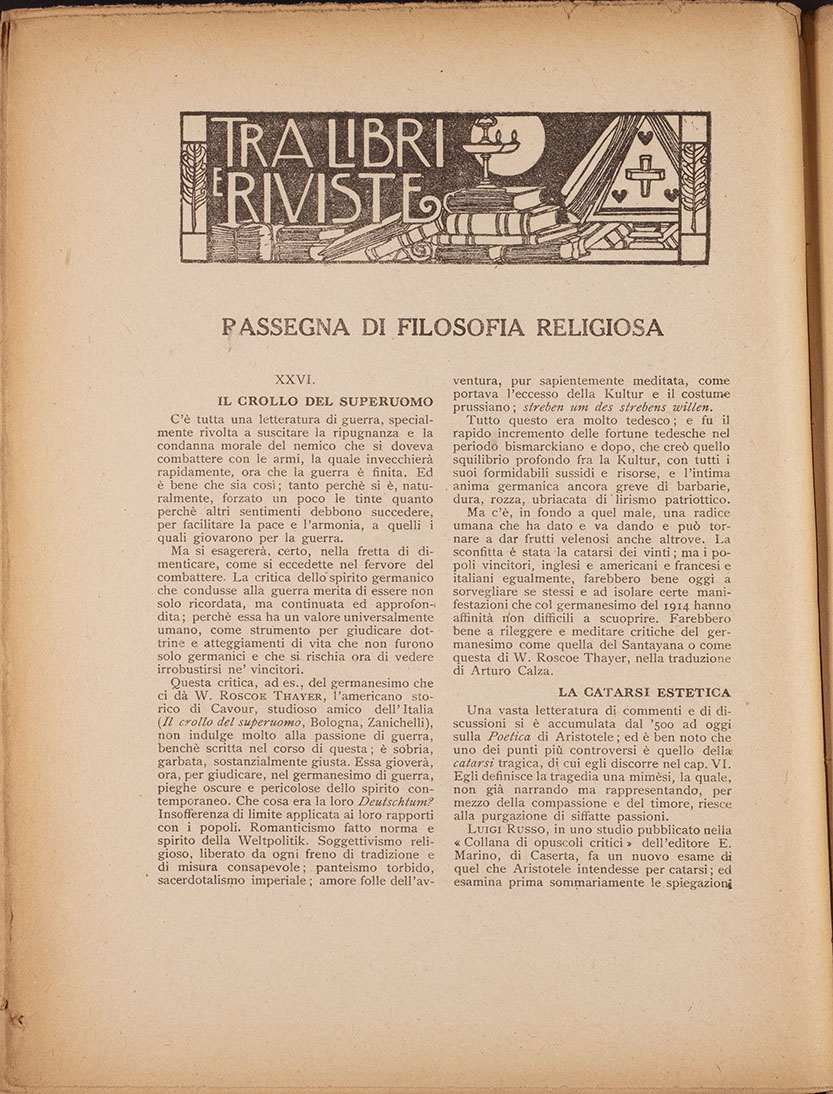 TRA LIBRI
E RIVISTE
RASSEGNA DI FILOSOFIA RELIGIOSA
XXVI.
IL CROLLO DEL SUPERUOMO
C'è tutta una letteratura di guerra, special-
mente rivolta a suscitare la ripugnanza e la
condanna morale del nemico che si doveva
combattere con le armi, la quale invecchierà
rapidamente, ora che la guerra è finita. Ed
è bene che sia così; tanto perchè si è, natu-
ralmente, forzato un poco le tinte quanto
perchè altri sentimenti debbono succedere,
per facilitare la pace e l'armonia, a quelli i
quali giovarono per la guerra.
Ma si esagererà, certo, nella fretta di di-
menticare, come si eccedette nel fervore del
combattere. La critica dello spirito germanico
che condusse alla guerra merita di essere non
solo ricordata, ma continuata ed approfon-
dita; perchè essa ha un valore universalmente
umano, come strumento per giudicare dot-
trine e atteggiamenti di vita che non furono
solo germanici e che si rischia ora di vedere
irrobustirsi ne' vincitori.
Questa critica, ad es., del germanesimo che
ci dà W. ROSCOE THAYER, l'americano sto-
rico di Cavour, studioso amico dell'Italia
(Il crollo del superuomo, Bologna, Zanichelli),
non indulge molto alla passione di guerra,
benchè scritta nel corso di questa; è sobria,
garbata, sostanzialmente giusta. Essa gioverà,
ora, per giudicare, nel germanesimo di guerra,
pieghe oscure e pericolose dello spirito con-
temporaneo. Che cosa era la loro Deutschtum?
Insofferenza di limite applicata ai loro rapporti
con i popoli. Romanticismo fatto norma e
spirito della Weltpolitik. Soggettivismo reli-
gioso, liberato da ogni freno di tradizione e
di misura consapevole; panteismo torbido,
sacerdotalismo imperiale; amore folle dell'av-
ventura, pur sapientemente meditata, come
portava l'eccesso della Kultur e il costume
prussiano; streben um des strebens willen.
Tutto questo era molto tedesco; e fu il
rapido incremento delle fortune tedesche nel
periodo bismarckiano e dopo, che creò quello
squilibrio profondo fra la Kultur, con tutti i
suoi formidabili sussidi e risorse, e l'intima
anima germanica ancora greve di barbarie,
dura, rozza, ubriacata di lirismo patriottico.
Ma c'è, in fondo a quel male, una radice
umana che ha dato e va dando e può tor-
nare a dar frutti velenosi anche altrove. La
sconfitta è stata la catarsi dei vinti; ma i po-
poli vincitori, inglesi e americani e francesi e
italiani egualmente, farebbero bene oggi a
sorvegliare se stessi e ad isolare certe mani-
festazioni che col germanesimo del 1914 hanno
affinità non difficili a scuoprire. Farebbero
bene a rileggere e meditare critiche del ger-
manesimo come quella del Santayana o come
questa di W. Roscoe Thayer, nella traduzione
di Arturo Calza.
LA CATARSI ESTETICA
Una vasta letteratura di commenti e di di-
scussioni si è accumulata dal '500 ad oggi
sulla Poetica di Aristotele; ed è ben noto che
uno dei punti più controversi è quello della
catarsi tragica, di cui egli discorre nel cap. VI.
Egli definisce la tragedia una mimèsi, la quale,
non già narrando ma rappresentando, per
mezzo della compassione e del timore, riesce
alla purgazione di siffatte passioni.
LUIGI RUSSO, in uno studio pubblicato nella
« Collana di opuscoli critici » dell'editore E.
Marino, di Caserta, fa un nuovo esame di
quel che Aristotele intendesse per catarsi; ed
esamina prima sommariamente le spiegazioni